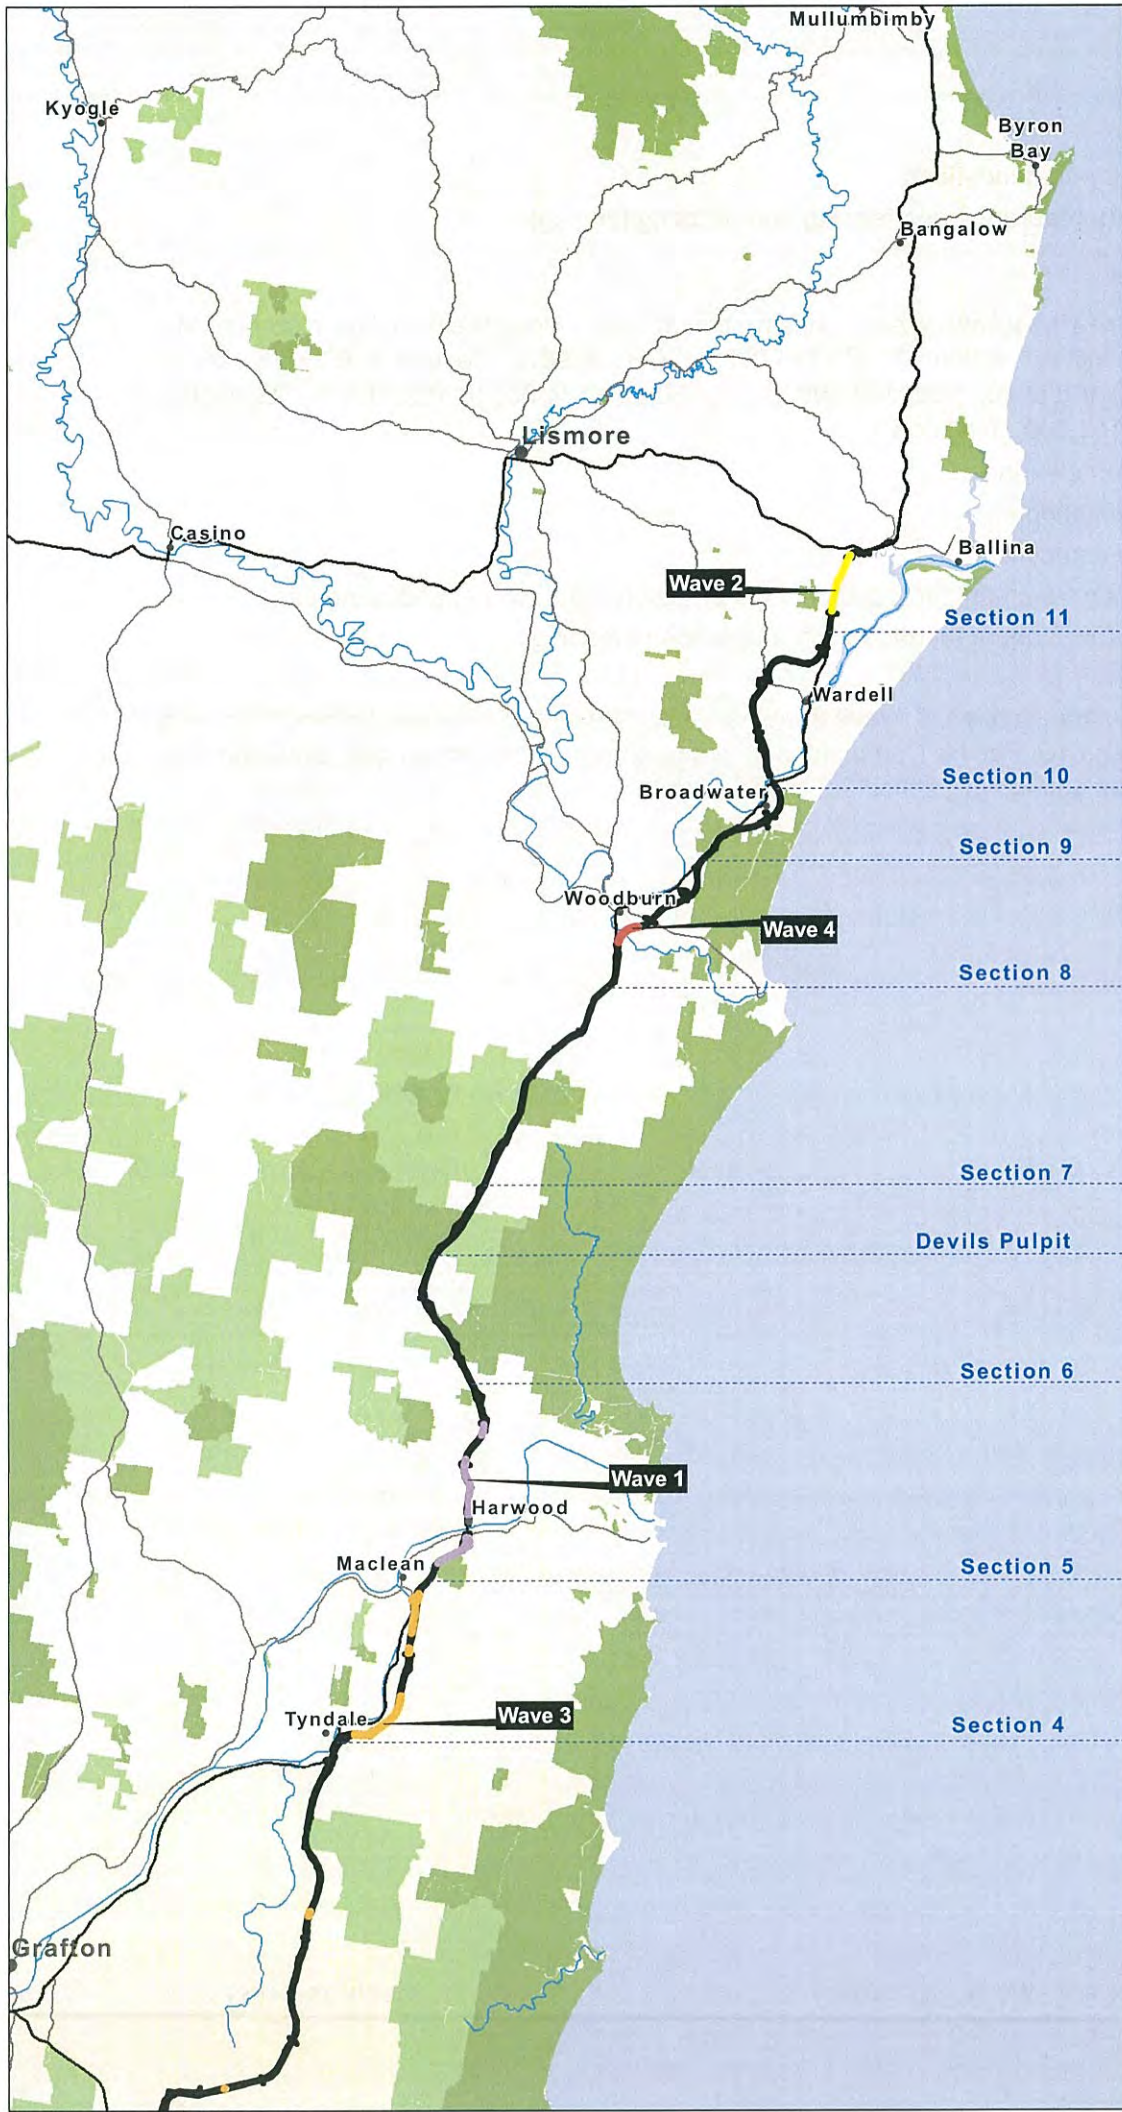 Mullumbimby
Kyogle
Byron
Bay
Bangalow
Lismore
Casino
Ballina
Wave 2
Section 11
Wardell
Section 10
Broadwater
Section 9
Woodburn
Wave 4
Section 8
Section 7
Devils Pulpit
Section 6
Wave 1
Harwood
Maclean
Section 5
Wave 3
Tyndale
Section 4
Grafton